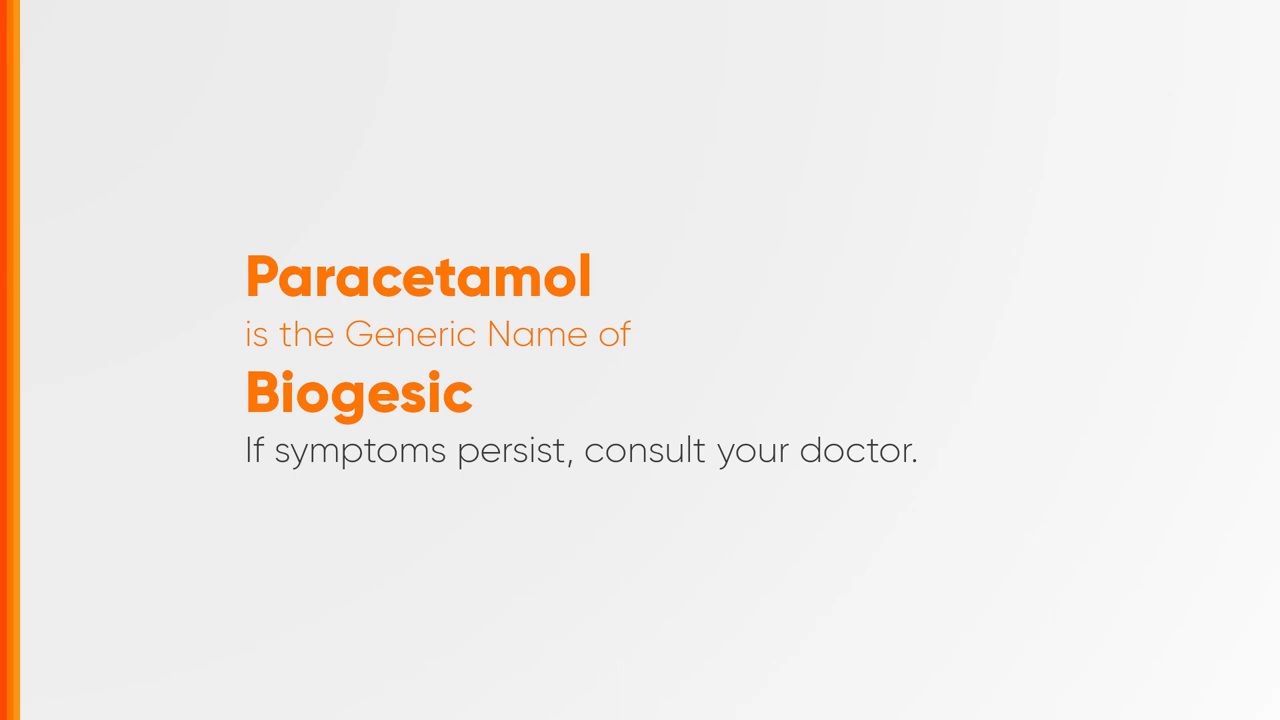 Paracetamol
is the Generic Name of
Biogesic
If symptoms persist, consult your doctor.